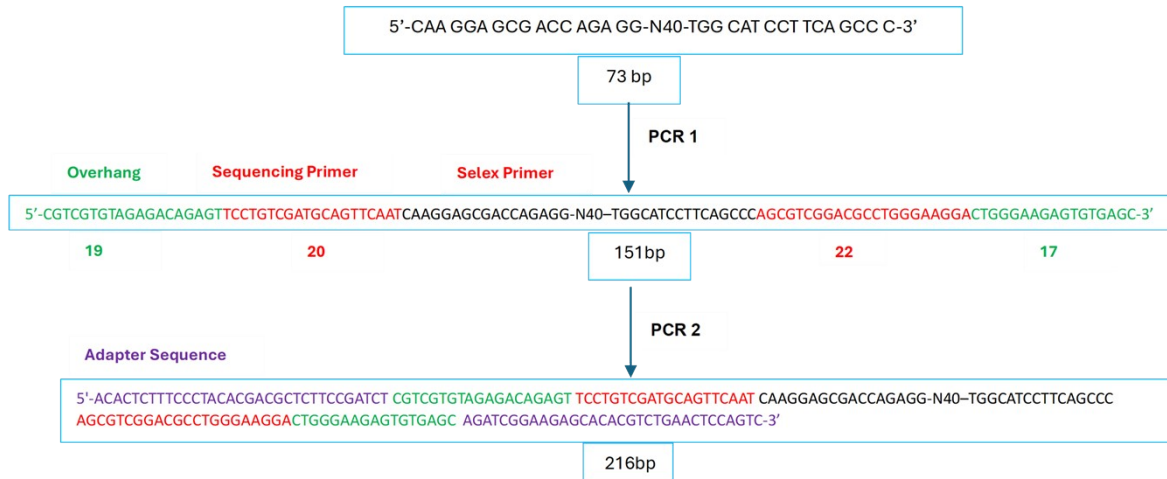 5’-CAA GGA GCG ACC AGA GG-N40-TGG CAT CCT TCA GCC C-3’
73 bp
PCR 1
Overhang Sequencing Primer Selex Primer
5’-CGTCGTGTAGAGACAGAGTTCCTGTCGATGCAGTTCAATCAAGGAGCGACCAGAGG-N40–TGGCATCCTTCAGCCCAGCGTCGGACGCCTGGGAAGGACTGGGAAGAGTGTGAGC-3’
19 20 151bp 22 17
PCR 2
Adapter Sequence
5'-ACACTCTTTCCCTACACGACGCTCTTCCGATCT CGTCGTGTAGAGACAGAGT TCCTGTCGATGCAGTTCAAT CAAGGAGCGACCAGAGG-N40–TGGCATCCTTCAGCCC
AGCGTCGGACGCCTGGGAAGGACTGGGAAGAGTGTGAGC AGATCGGAAGAGCACACGTCTGAACTCCAGTC-3’
216bp